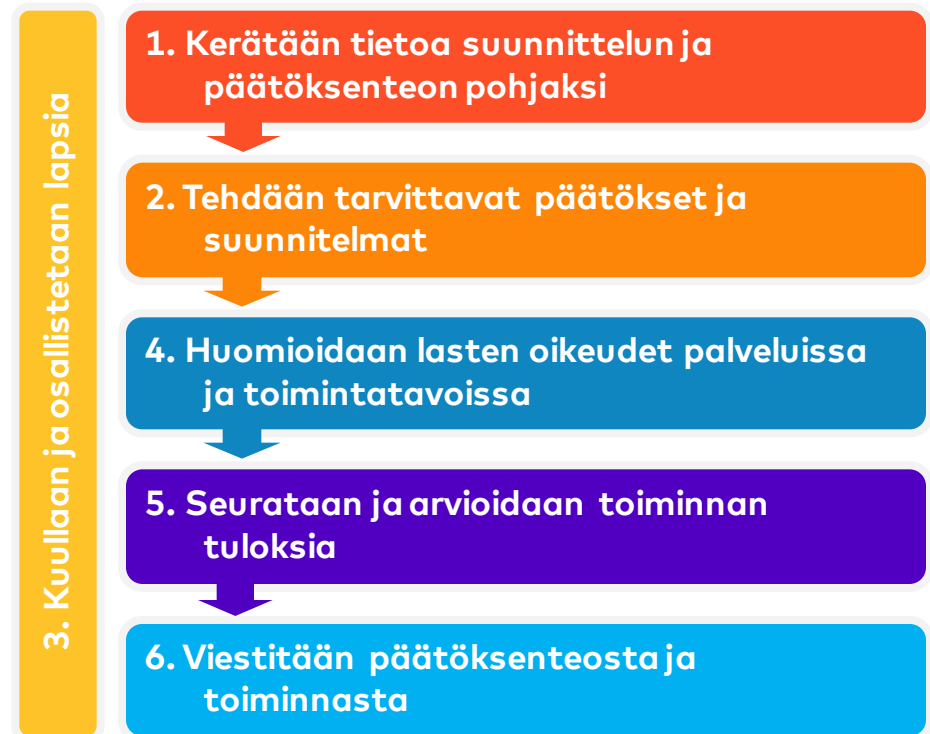 3. Kuullaan ja osallistetaan lapsia
1. Kerätään tietoa suunnittelun ja
päätöksenteon pohjaksi
2. Tehdään tarvittavat päätökset ja
suunnitelmat
4. Huomioidaan lasten oikeudet palveluissa
ja toimintatavoissa
5. Seurataan ja arvioidaan toiminnan
tuloksia
6. Viestitään päätöksenteosta ja
toiminnasta